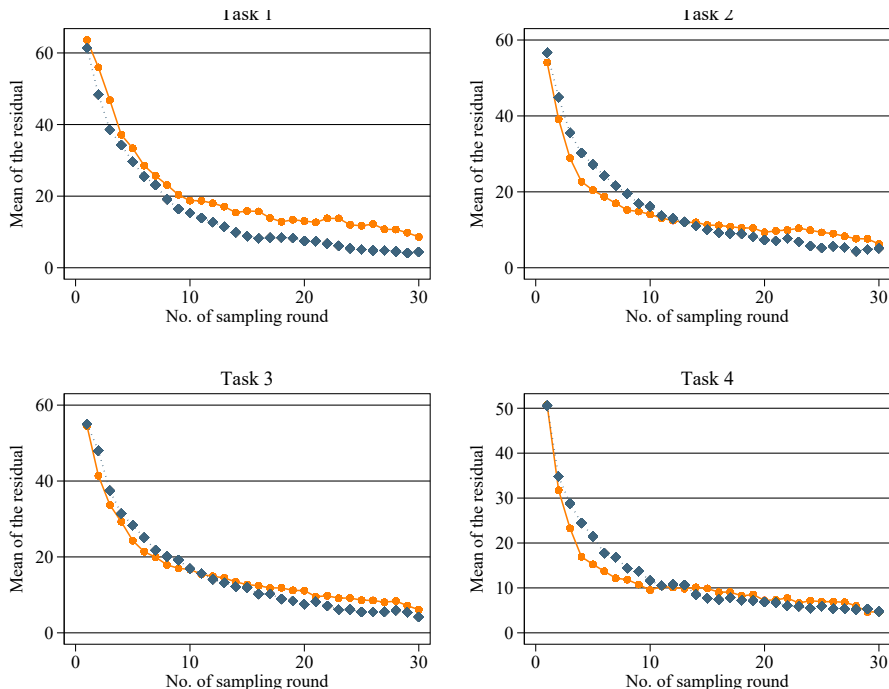 Task 1
Mean of the residual
60
40
20
0
0 10 20 30
No. of sampling round
Task 2
Mean of the residual
60
40
20
0
0 10 20 30
No. of sampling round
Task 3
Mean of the residual
60
40
20
0
0 10 20 30
No. of sampling round
Task 4
Mean of the residual
50
40
30
20
10
0
0 10 20 30
No. of sampling round